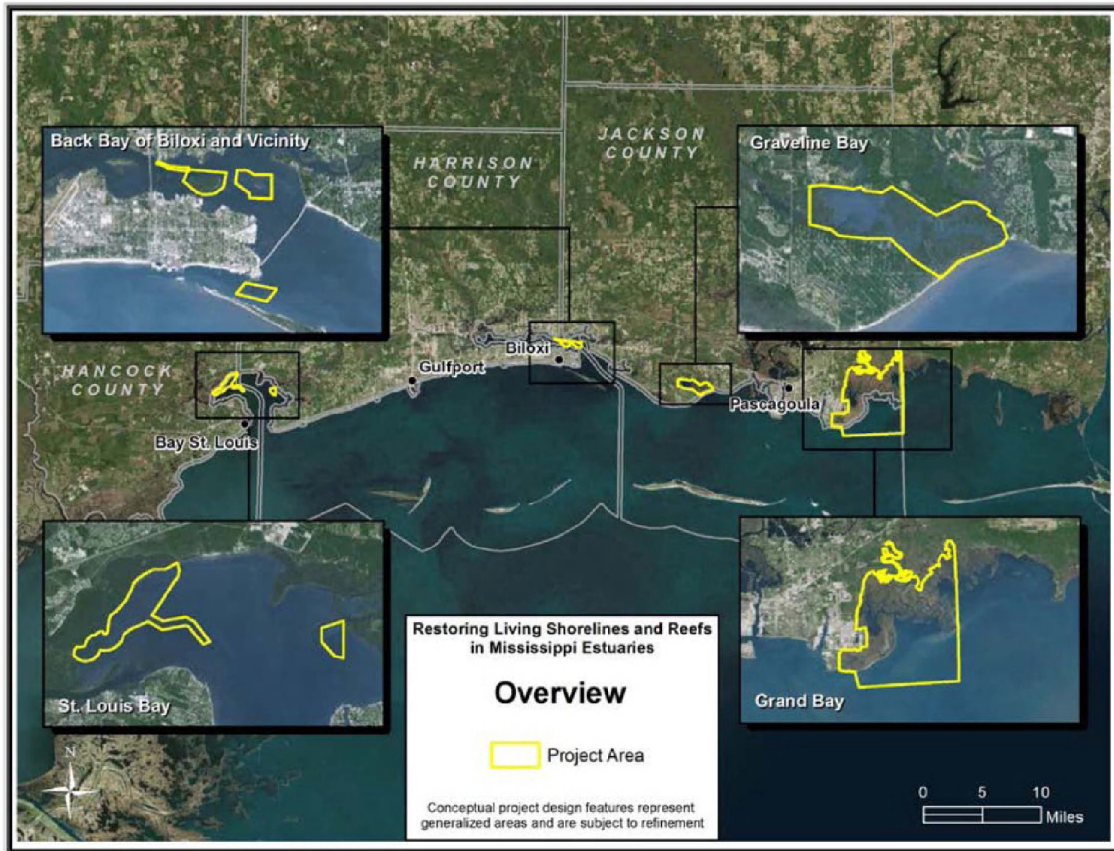 Back Bay of Biloxi and Vicinity
HARRISON
COUNTY
JACKSON
COUNTY
Graveline Bay
HANCOCK
COUNTY
Bay St. Louis
Gulfport
Biloxi
Pascagoula
St. Louis Bay
Restoring Living Shorelines and Reefs
in Mississippi Estuaries
Overview
Project Area
Conceptual project design features represent
generalized areas and are subject to refinement
Grand Bay
N
0 5 10
Miles